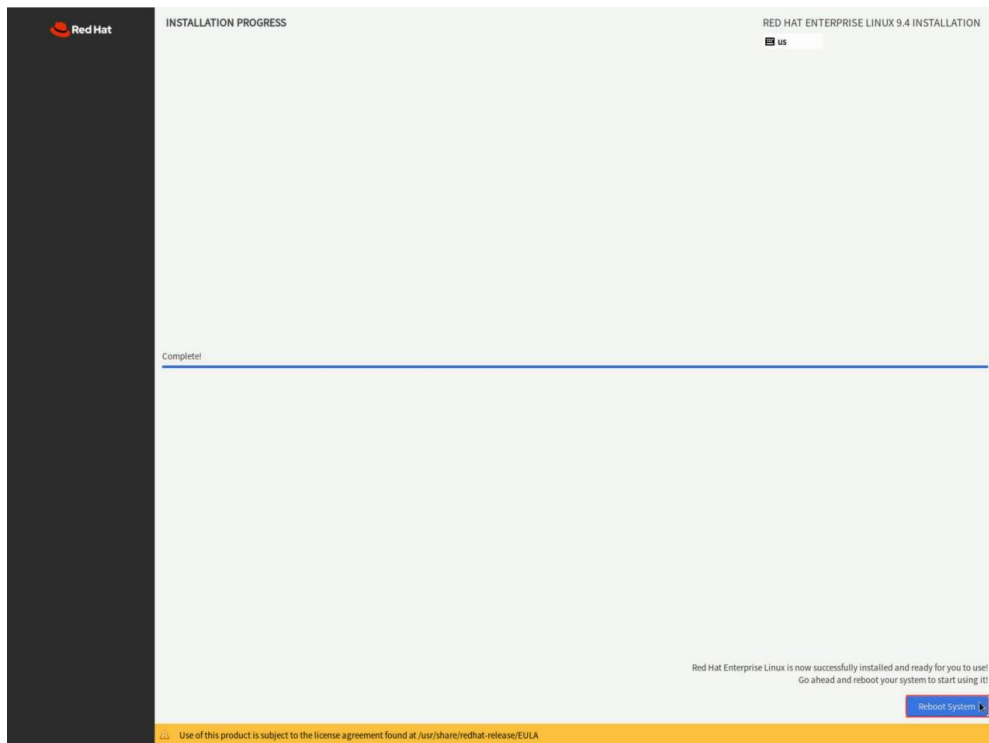 Red Hat
INSTALLATION PROGRESS
RED HAT ENTERPRISE LINUX 9.4 INSTALLATION
us
Complete!
Red Hat Enterprise Linux is now successfully installed and ready for you to use!
Go ahead and reboot your system to start using it!
Reboot System
Use of this product is subject to the license agreement found at /usr/share/redhat-release/EULA